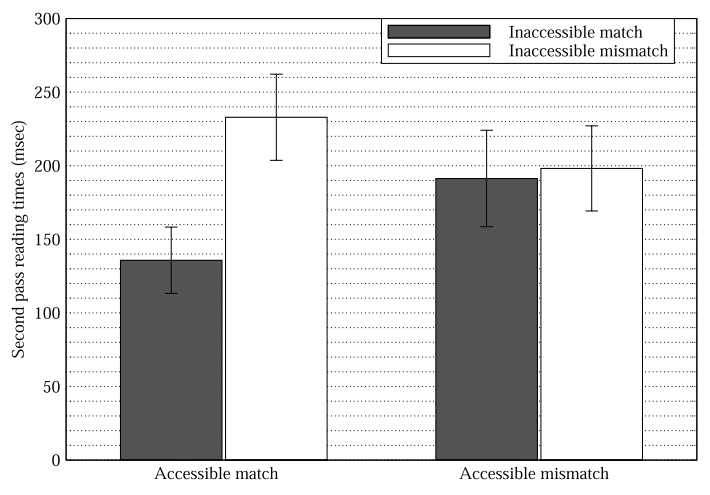 300
250
200
150
100
50
0
Second pass reading times (msec)
Inaccessible match
Inaccessible mismatch
Accessible match
Accessible mismatch